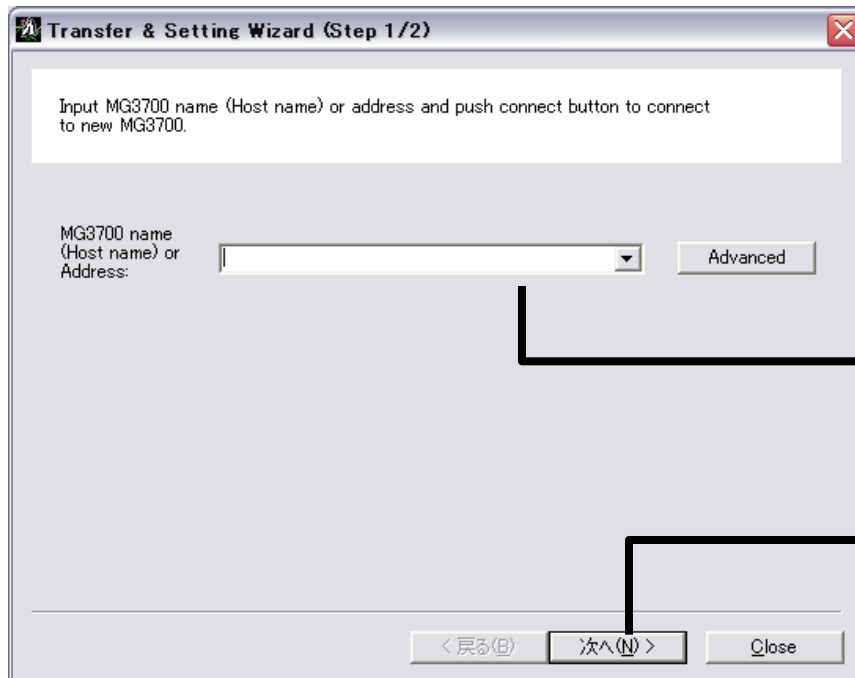 Transfer & Setting Wizard (Step 1/2)
Input MG3700 name (Host name) or address and push connect button to connect
to new MG3700.
MG3700 name
(Host name) or
Address:
Advanced
< 戻る(B)
次へ(N) >
Close